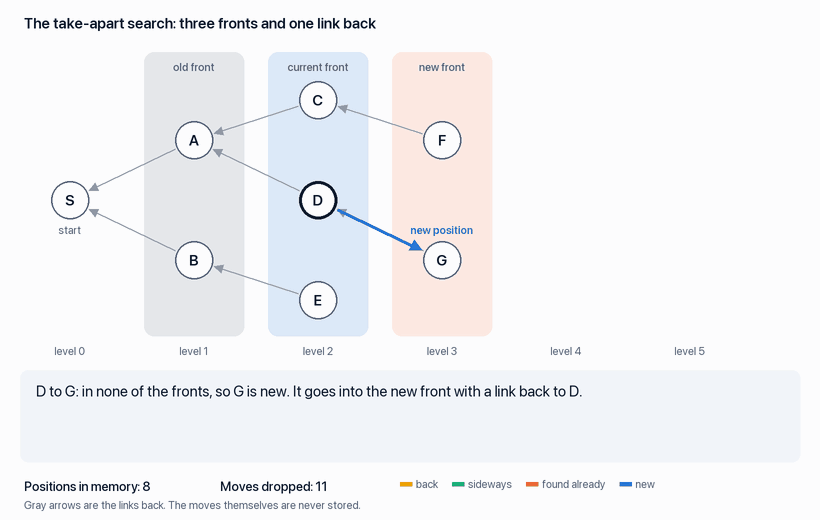 The take-apart search: three fronts and one link back
old front
current front
new front
C
A
F
S
D
start
new position
B
G
E
level 0
level 1
level 2
level 3
level 4
level 5
D to G: in none of the fronts, so G is new. It goes into the new front with a link back to D.
Positions in memory: 8
Moves dropped: 11
back
sideways
found already
new
Gray arrows are the links back. The moves themselves are never stored.